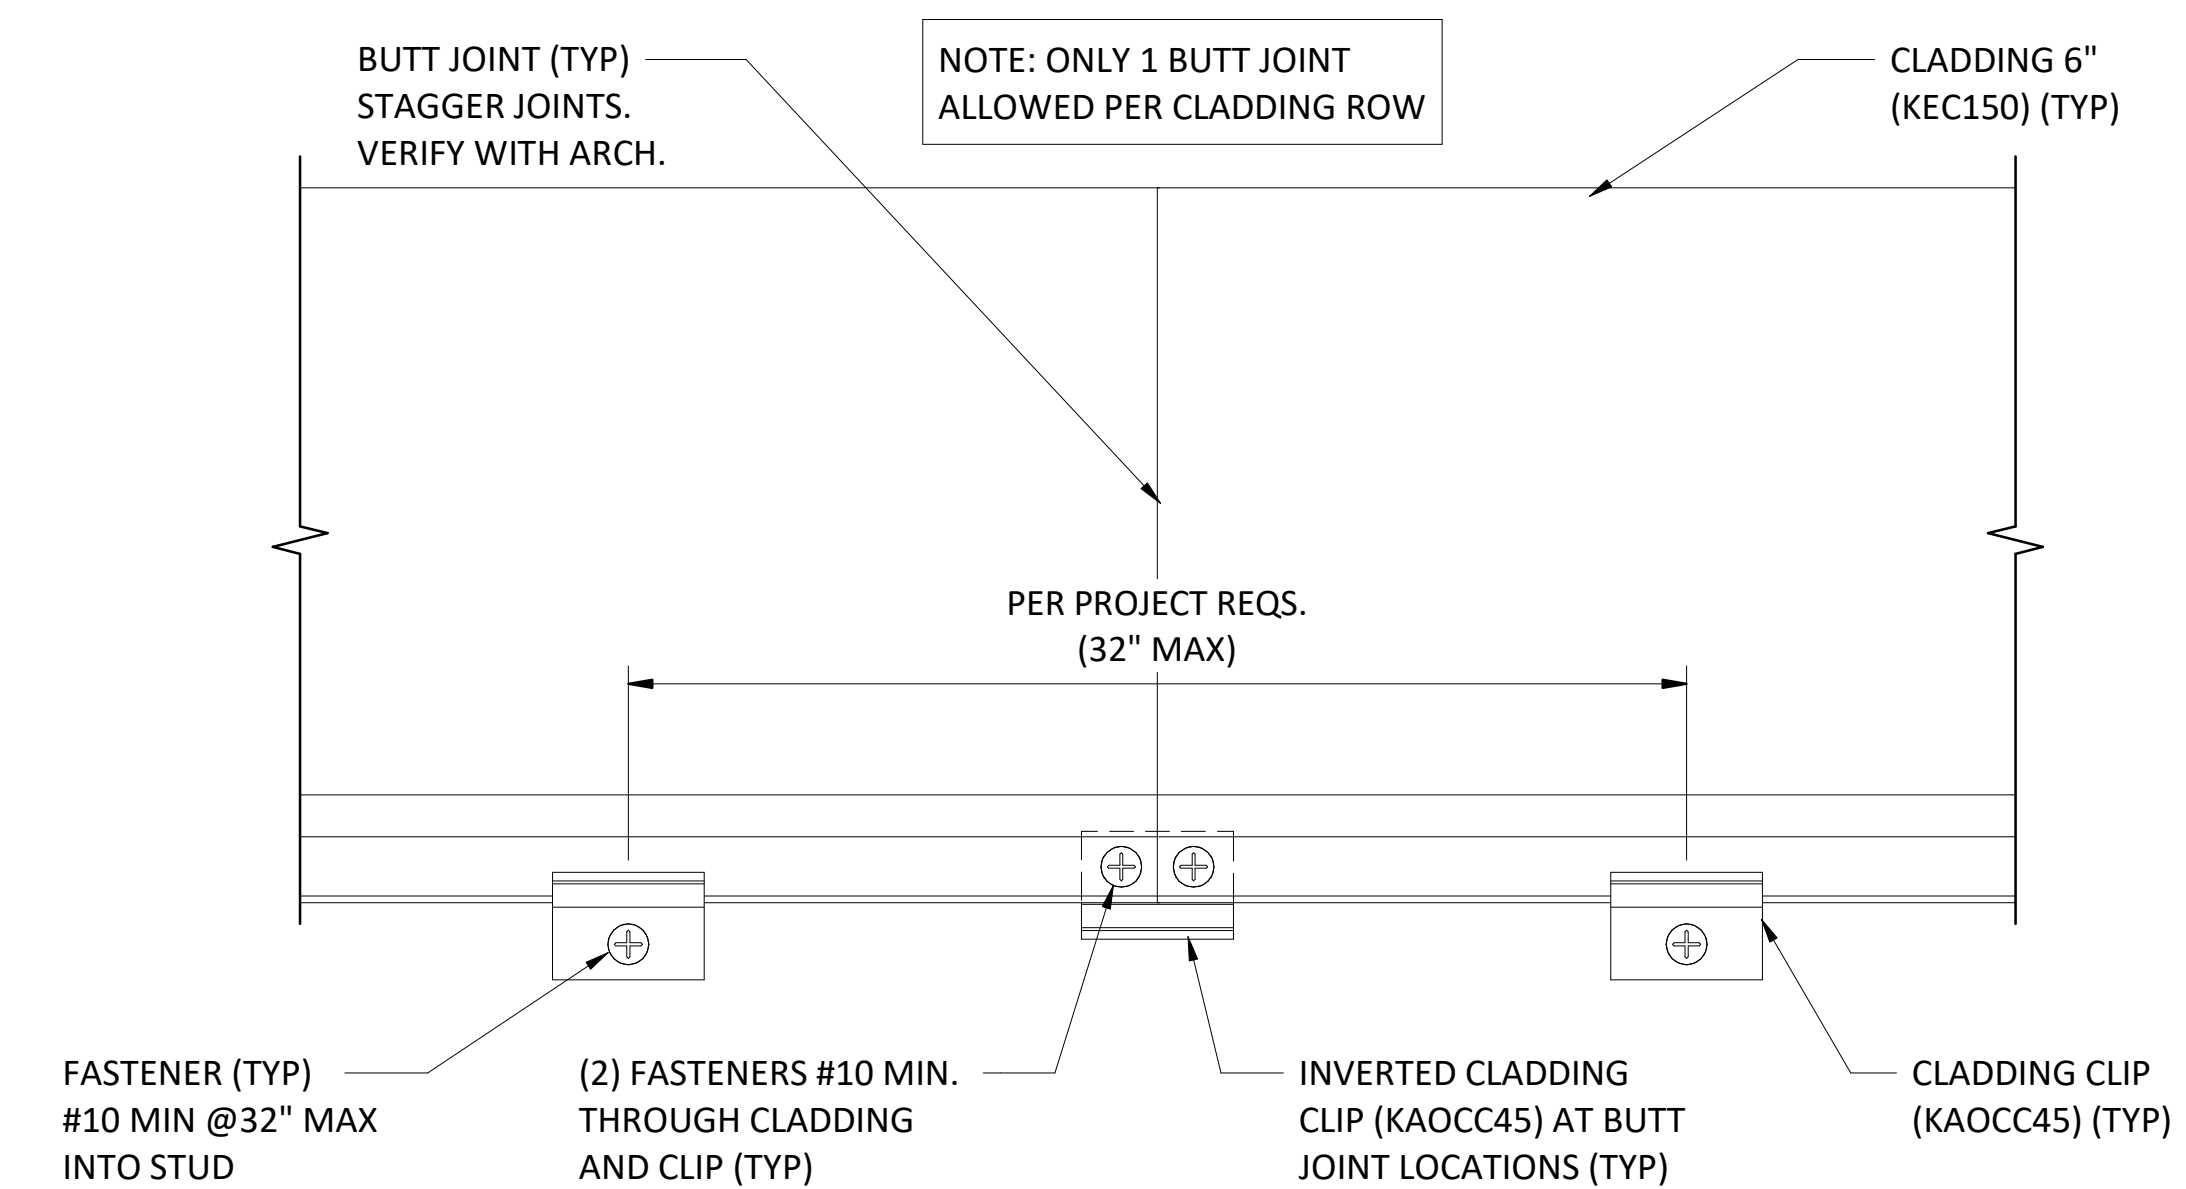 BUTT JOINT (TYP)
STAGGER JOINTS.
VERIFY WITH ARCH.
NOTE: ONLY 1 BUTT JOINT
ALLOWED PER CLADDING ROW
CLADDING 6"
(KEC150) (TYP)
PER PROJECT REQS.
(32" MAX)
FASTENER (TYP)
#10 MIN @32" MAX
INTO STUD
(2) FASTENERS #10 MIN.
THROUGH CLADDING
AND CLIP (TYP)
INVERTED CLADDING
CLIP (KAOCC45) AT BUTT
JOINT LOCATIONS (TYP)
CLADDING CLIP
(KAOCC45) (TYP)